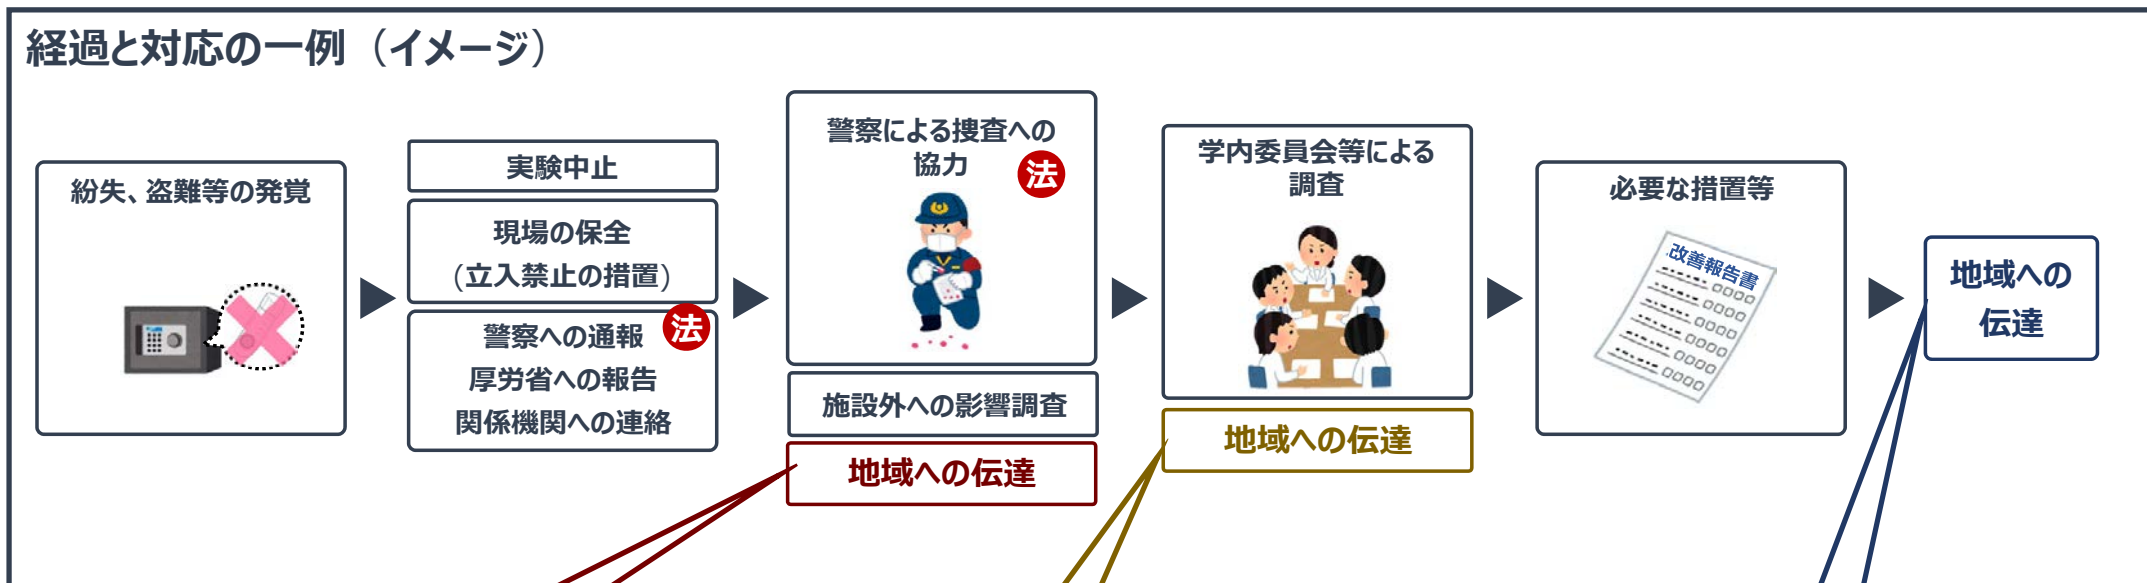 経過と対応の一例（イメージ）
紛失、盗難等の発覚
実験中止
現場の保全
(立入禁止の措置)
警察への通報
法
厚労省への報告
関係機関への連絡
警察による捜査への
協力
法
施設外への影響調査
地域への伝達
学内委員会等による
調査
地域への伝達
必要な措置等
改善報告書
地域への
伝達